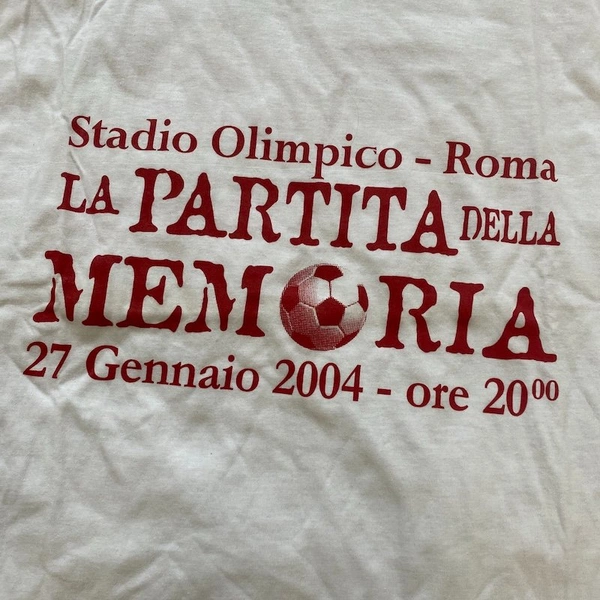 Stadio Olimpico - Roma
LA PARTITA DELLA
MEMORIA
27 Gennaio 2004 - ore 20⁰⁰